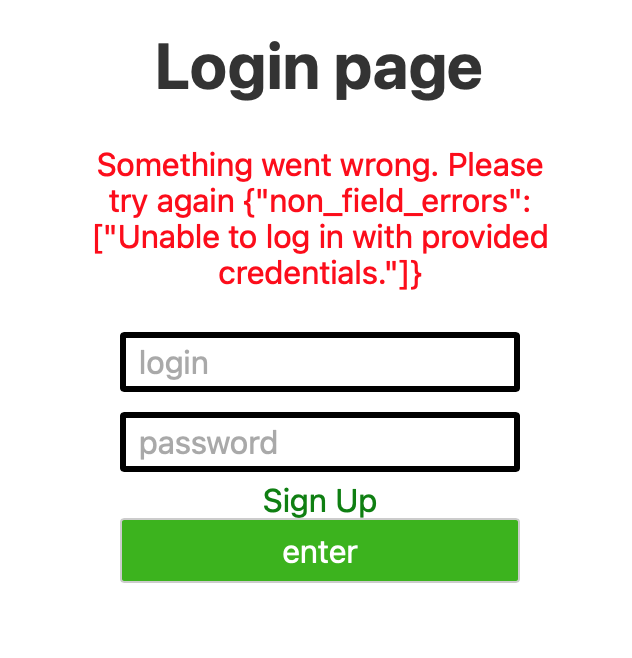 Login page
Something went wrong. Please
try again {"non_field_errors":
["Unable to log in with provided
credentials."]}
login
password
Sign Up
enter